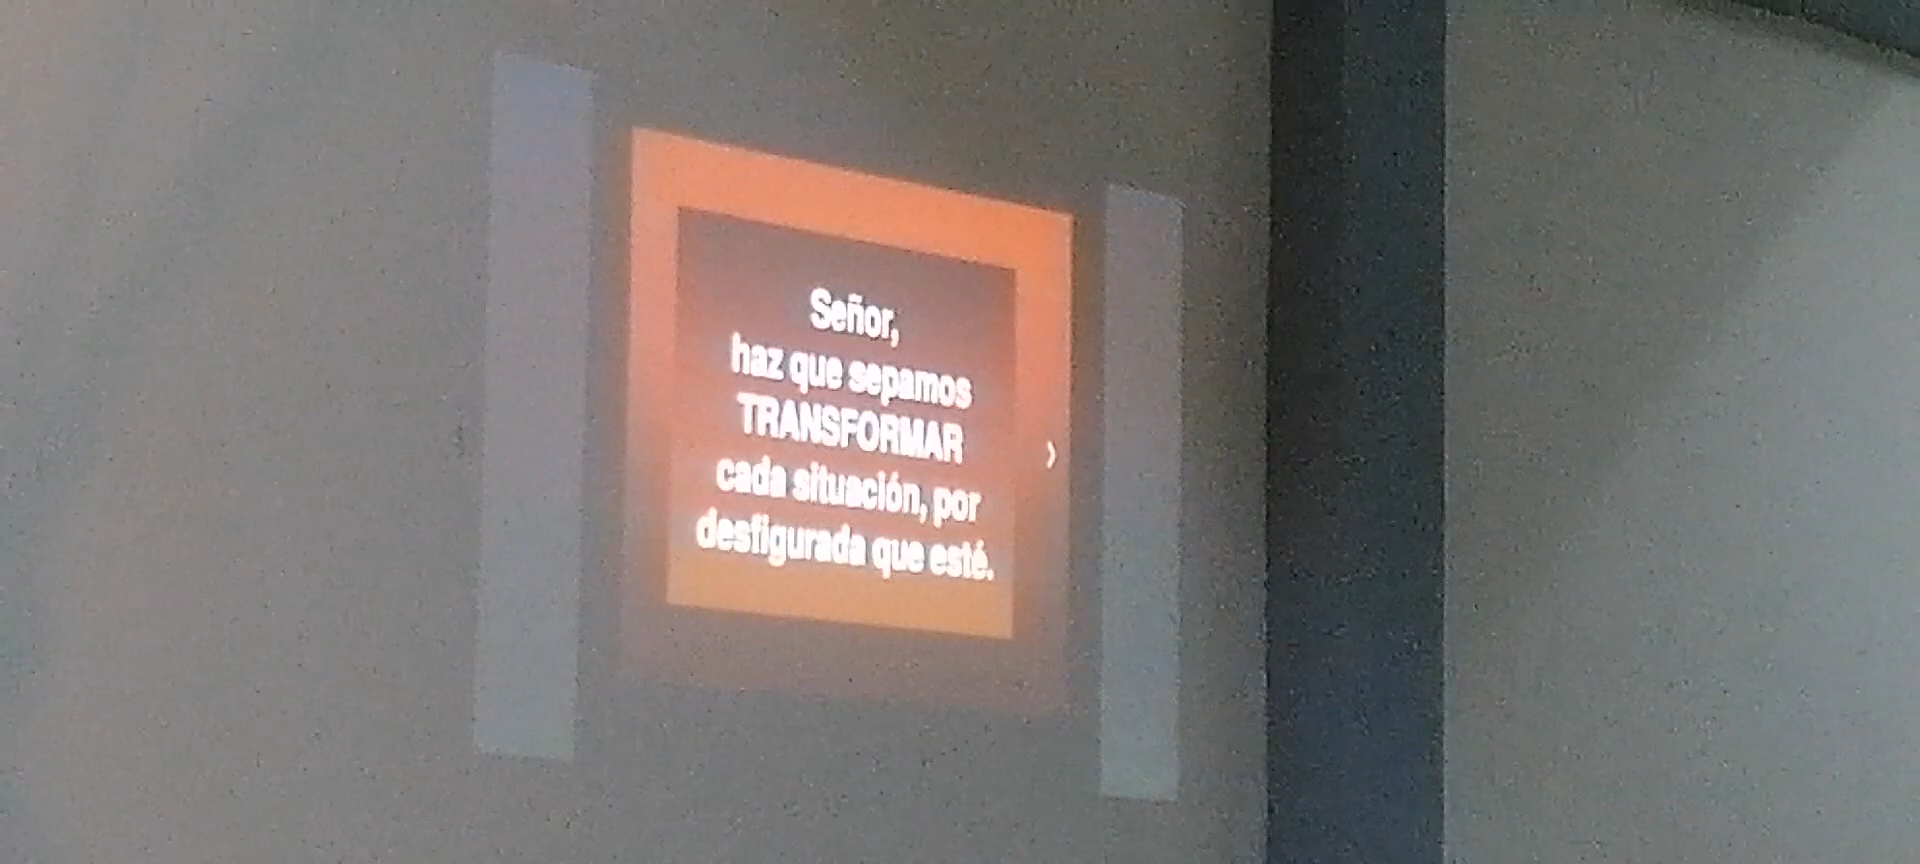 Señor,
haz que sepamos
TRANSFORMAR
cada situación, por
desfigurada que esté.